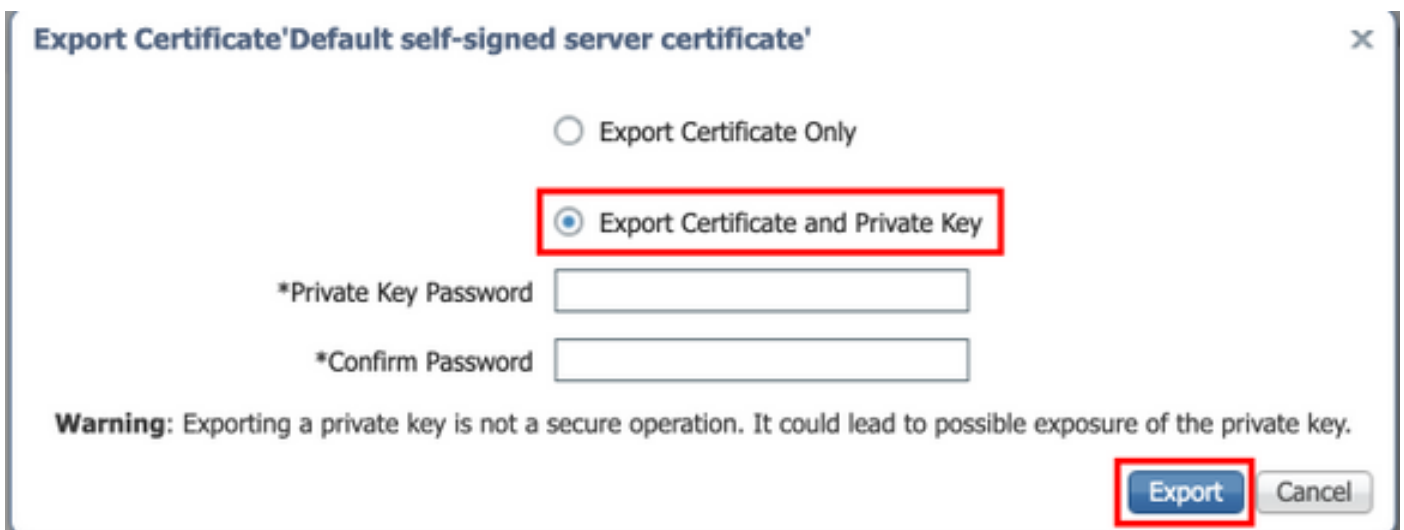 Export Certificate'Default self-signed server certificate'
Export Certificate Only
Export Certificate and Private Key
*Private Key Password
*Confirm Password
Warning: Exporting a private key is not a secure operation. It could lead to possible exposure of the private key.
Export Cancel